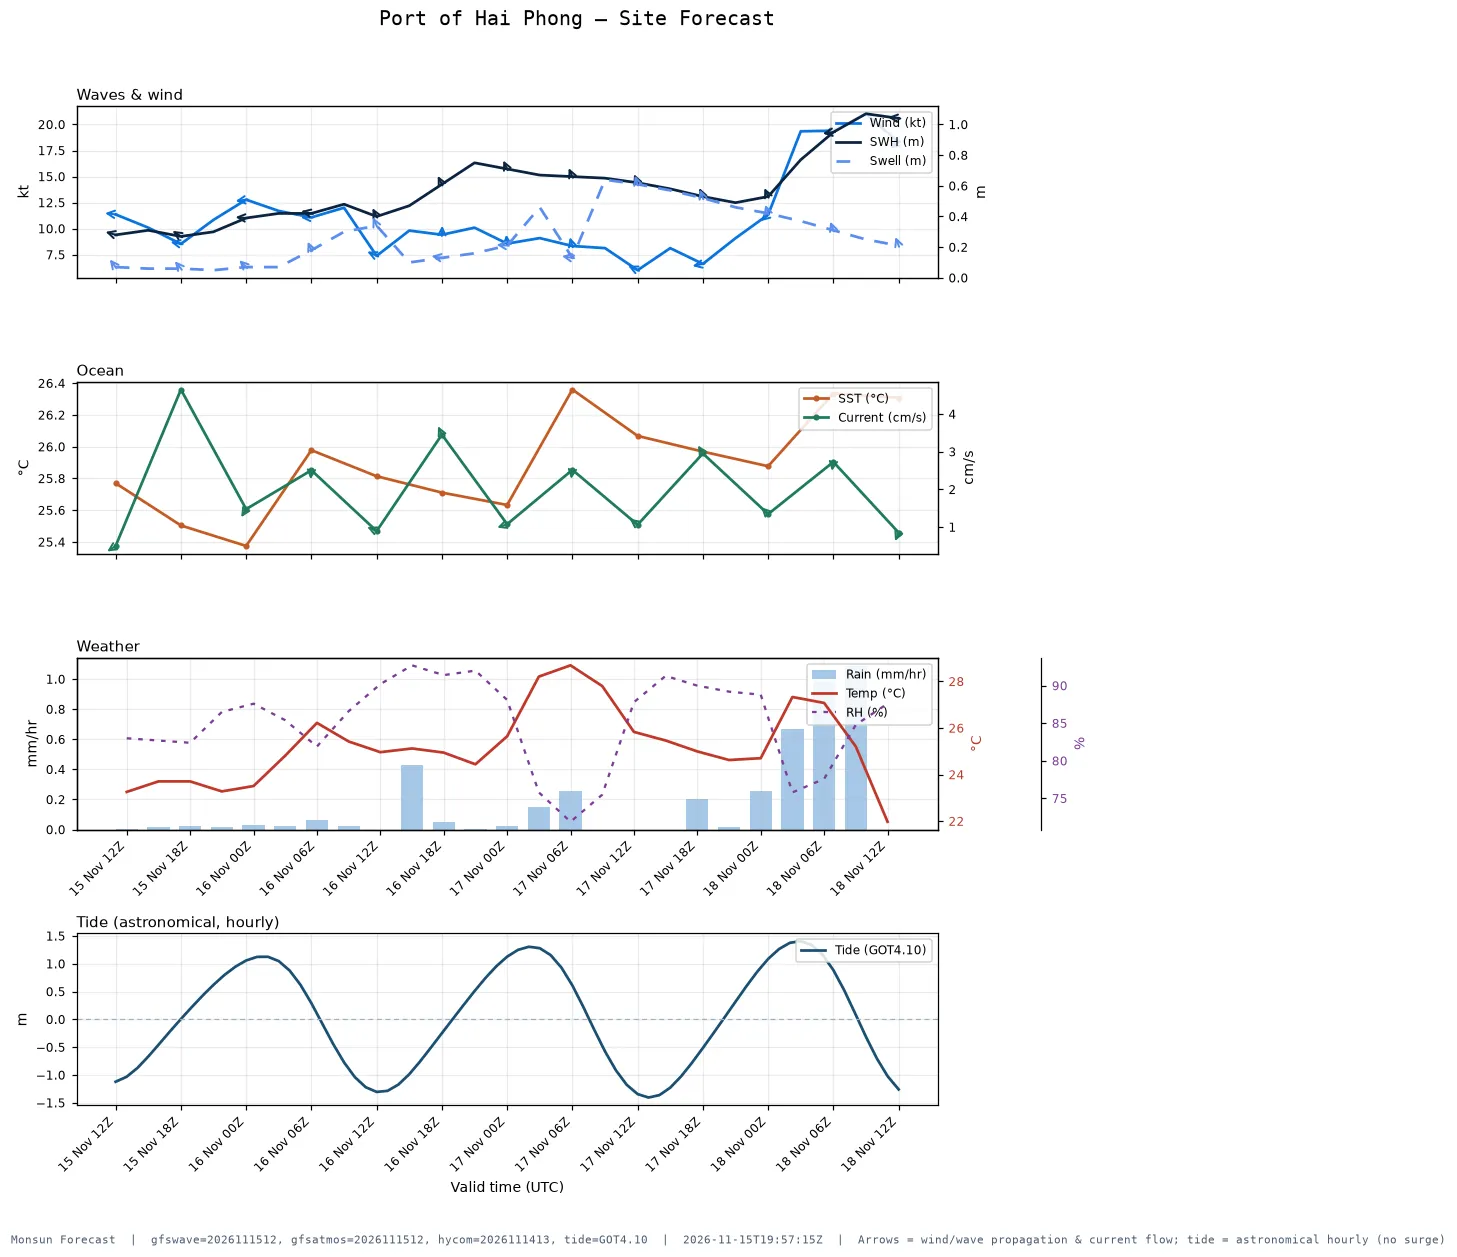 Port of Hai Phong — Site Forecast
Waves & wind
20.0
17.5
15.0
12.5
10.0
7.5
kt
1.0
0.8
0.6
0.4
0.2
0.0
m
Wind (kt)
SWH (m)
Swell (m)
Ocean
26.4
26.2
26.0
25.8
25.6
25.4
°C
4
3
2
1
cm/s
SST (°C)
Current (cm/s)
Weather
1.0
0.8
0.6
0.4
0.2
0.0
mm/hr
28
26
24
22
°C
90
85
80
75
%
Rain (mm/hr)
Temp (°C)
RH (%)
15 Nov 12Z
15 Nov 18Z
16 Nov 00Z
16 Nov 06Z
16 Nov 12Z
16 Nov 18Z
17 Nov 00Z
17 Nov 06Z
17 Nov 12Z
17 Nov 18Z
18 Nov 00Z
18 Nov 06Z
18 Nov 12Z
Tide (astronomical, hourly)
1.5
1.0
0.5
0.0
−0.5
−1.0
−1.5
m
Tide (GOT4.10)
15 Nov 12Z
15 Nov 18Z
16 Nov 00Z
16 Nov 06Z
16 Nov 12Z
16 Nov 18Z
17 Nov 00Z
17 Nov 06Z
17 Nov 12Z
17 Nov 18Z
18 Nov 00Z
18 Nov 06Z
18 Nov 12Z
Valid time (UTC)
Monsun Forecast | gfswave=2026111512, gfsatmos=2026111512, hycom=2026111413, tide=GOT4.10 | 2026-11-15T19:57:15Z | Arrows = wind/wave propagation & current flow; tide = astronomical hourly (no surge)